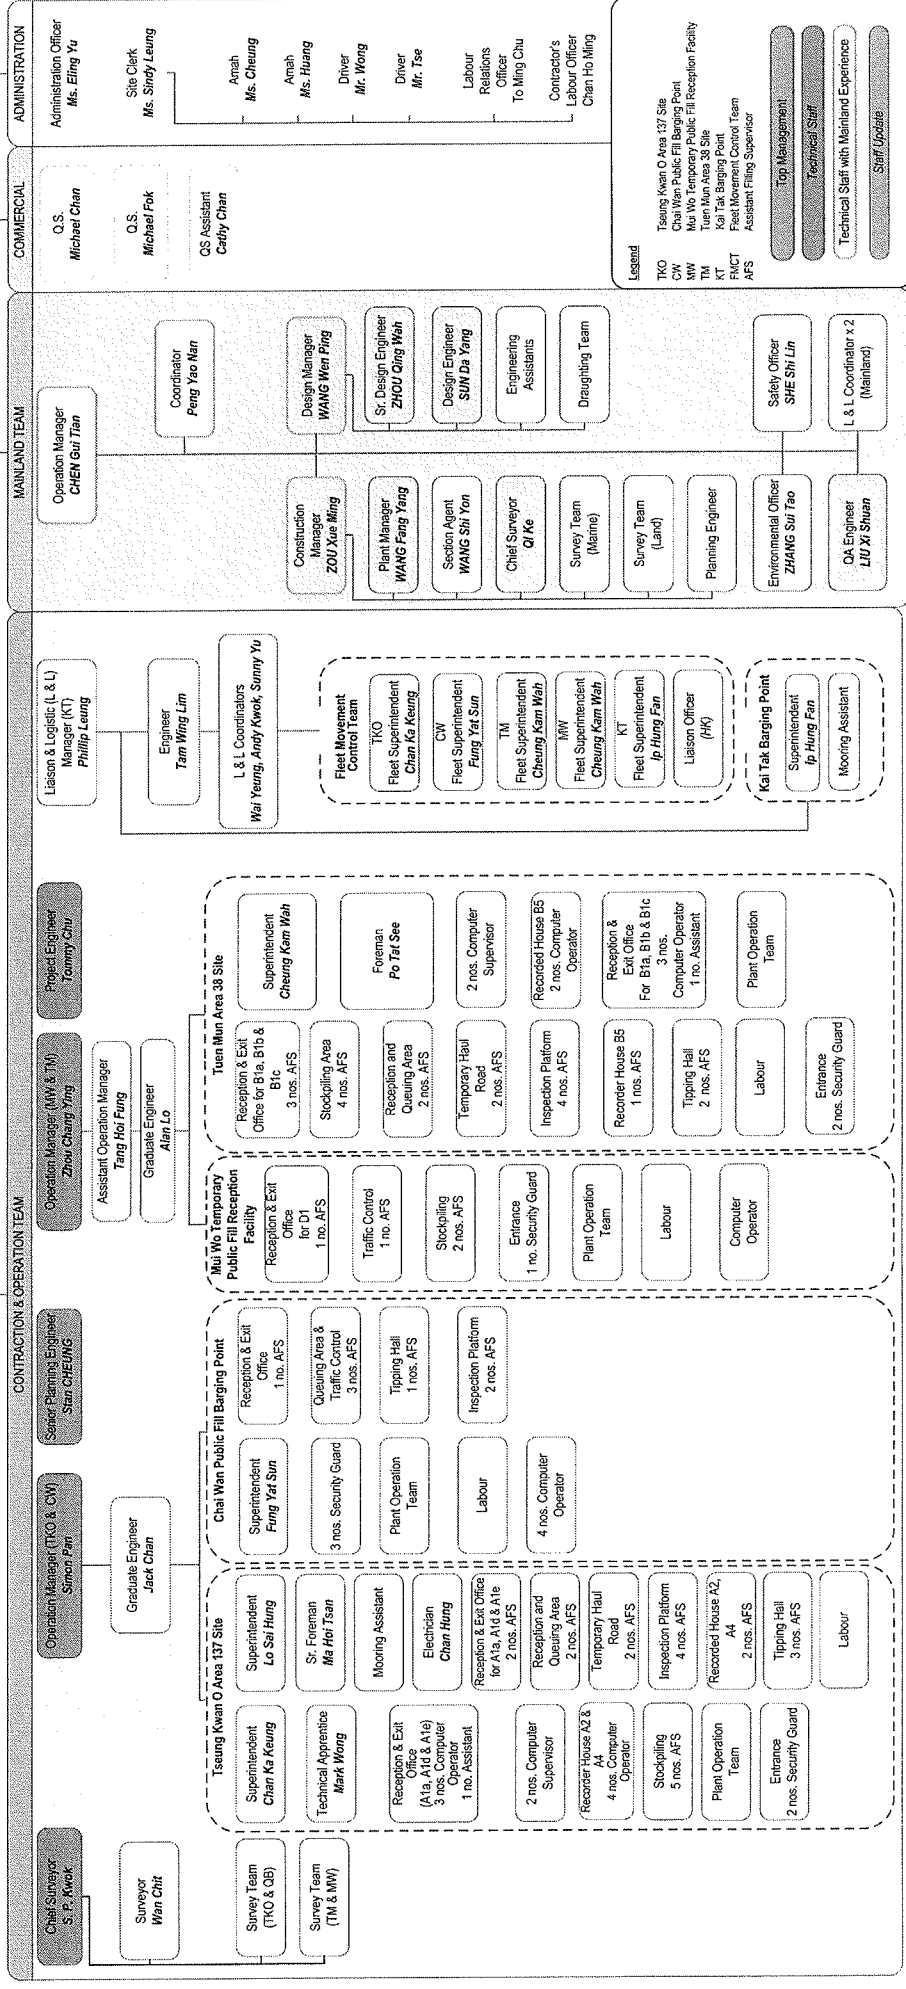 CONTRACTION & OPERATION TEAM
Chief Surveyor
S. P. Kwok
Surveyor
Wan Chit
Survey Team
(TKO & QB)
Survey Team
(TM & MW)
Operation Manager (TKO & CW)
Simon Pan
Graduate Engineer
Jack Chan
Senior Planning Engineer
Stan CHEUNG
Tseung Kwan O Area 137 Site
Superintendent
Chan Ka Keung
Technical Apprentice
Mark Wong
Reception & Exit
Office
(A1a, A1d & A1e)
3 nos. Computer
Operator
1 no. Assistant
2 nos. Computer
Supervisor
Recorder House A2 &
A4
4 nos. Computer
Operator
Stockpiling
5 nos. AFS
Plant Operation
Team
Entrance
2 nos. Security Guard
Superintendent
Lo Sai Hung
Sr. Foreman
Ma Hoi Tsan
Mooring Assistant
Electrician
Chan Hung
Reception & Exit Office
for A1a, A1d & A1e
2 nos. AFS
Reception and
Queuing Area
2 nos. AFS
Temporary Haul
Road
2 nos. AFS
Inspection Platform
4 nos. AFS
Recorded House A2,
A4
2 nos. AFS
Tipping Hall
3 nos. AFS
Labour
Chai Wan Public Fill Barging Point
Superintendent
Fung Yat Sun
3 nos. Security Guard
Plant Operation
Team
Labour
4 nos. Computer
Operator
Reception & Exit
Office
1 no. AFS
Queuing Area &
Traffic Control
3 nos. AFS
Tipping Hall
1 nos. AFS
Inspection Platform
2 nos. AFS
Operation Manager (MW & TM)
Zhou Chang Ying
Assistant Operation Manager
Tang Hoi Fung
Graduate Engineer
Alan Lo
Project Engineer
Tommy Chu
Mui Wo Temporary
Public Fill Reception
Facility
Reception & Exit
Office
for D1
1 no. AFS
Traffic Control
1 no. AFS
Stockpiling
2 nos. AFS
Entrance
1 no. Security Guard
Plant Operation
Team
Labour
Computer
Operator
Tuen Mun Area 38 Site
Reception & Exit
Office for B1a, B1b &
B1c
3 nos. AFS
Stockpiling Area
4 nos. AFS
Reception and
Queuing Area
2 nos. AFS
Temporary Haul
Road
2 nos. AFS
Inspection Platform
4 nos. AFS
Recorder House B5
1 nos. AFS
Tipping Hall
2 nos. AFS
Labour
Entrance
2 nos. Security Guard
Superintendent
Cheung Kam Wah
Foreman
Po Tat See
2 nos. Computer
Supervisor
Recorded House B5
2 nos. Computer
Operator
Reception &
Exit Office
For B1a, B1b & B1c
3 nos.
Computer Operator
1 no. Assistant
Plant Operation
Team
Liaison & Logistic (L & L)
Manager (KT)
Phillip Leung
Engineer
Tam Wing Lim
L & L Coordinators
Wai Yeung, Andy Kwok, Sunny Yu
Fleet Movement
Control Team
TKO
Fleet Superintendent
Chan Ka Keung
CW
Fleet Superintendent
Fung Yat Sun
TM
Fleet Superintendent
Cheung Kam Wah
MW
Fleet Superintendent
Cheung Kam Wah
KT
Fleet Superintendent
Ip Hung Fan
Liaison Officer
(HK)
Kai Tak Barging Point
Superintendent
Ip Hung Fan
Mooring Assistant
MAINLAND TEAM
Operation Manager
CHEN Gui Tian
Coordinator
Peng Yao Nan
Construction
Manager
ZOU Xue Ming
Plant Manager
WANG Fang Yang
Section Agent
WANG Shi Yon
Chief Surveyor
QI Ke
Survey Team
(Marine)
Survey Team
(Land)
Planning Engineer
Environmental Officer
ZHANG Sui Tao
QA Engineer
LIU Xi Shuan
Design Manager
WANG Wen Ping
Sr. Design Engineer
ZHOU Qing Wah
Design Engineer
SUN Da Yang
Engineering
Assistants
Draughting Team
Safety Officer
SHE Shi Lin
L & L Coordinator x 2
(Mainland)
COMMERCIAL
Q.S.
Michael Chan
Q.S.
Michael Fok
QS Assistant
Cathy Chan
ADMINISTRATION
Administration Officer
Ms. Eling Yu
Site Clerk
Ms. Sindy Leung
Amah
Ms. Cheung
Amah
Ms. Huang
Driver
Mr. Wong
Driver
Mr. Tse
Labour
Relations
Officer
To Ming Chu
Contractor's
Labour Officer
Chan Ho Ming
Legend
TKO Tseung Kwan O Area 137 Site
CW Chai Wan Public Fill Barging Point
MW Mui Wo Temporary Public Fill Reception Facility
TM Tuen Mun Area 38 Site
KT Kai Tak Barging Point
FMCT Fleet Movement Control Team
AFS Assistant Filling Supervisor
Top Management
Technical Staff
Technical Staff with Mainland Experience
Staff Update